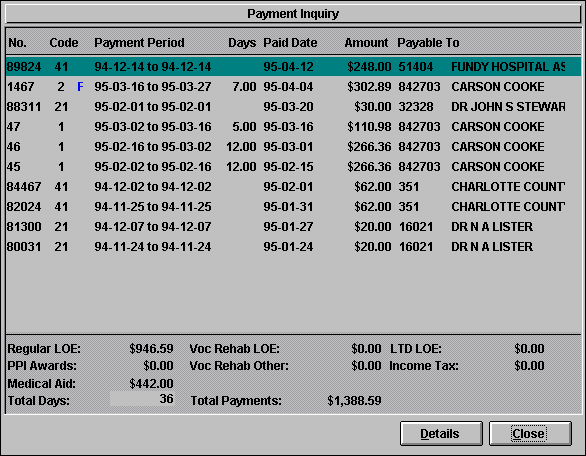 Payment Inquiry
No. Code Payment Period Days Paid Date Amount Payable To
89824 41 94-12-14 to 94-12-14 95-04-12 $248.00 51404 FUNDY HOSPITAL AS
1467 2 F 95-03-16 to 95-03-27 7.00 95-04-04 $302.89 842703 CARSON COOKE
88311 21 95-02-01 to 95-02-01 95-03-20 $30.00 32328 DR JOHN S STEWAR
47 1 95-03-02 to 95-03-16 5.00 95-03-16 $110.98 842703 CARSON COOKE
46 1 95-02-16 to 95-03-02 12.00 95-03-01 $266.36 842703 CARSON COOKE
45 1 95-02-02 to 95-02-16 12.00 95-02-15 $266.36 842703 CARSON COOKE
84467 41 94-12-02 to 94-12-02 95-02-01 $62.00 351 CHARLOTTE COUNT
82024 41 94-11-25 to 94-11-25 95-01-31 $62.00 351 CHARLOTTE COUNT
81300 21 94-12-07 to 94-12-07 95-01-27 $20.00 16021 DR N A LISTER
80031 21 94-11-24 to 94-11-24 95-01-24 $20.00 16021 DR N A LISTER
Regular LOE: $946.59 Voc Rehab LOE: $0.00 LTD LOE: $0.00
PPI Awards: $0.00 Voc Rehab Other: $0.00 Income Tax: $0.00
Medical Aid: $442.00
Total Days: 36 Total Payments: $1,388.59
Details Close